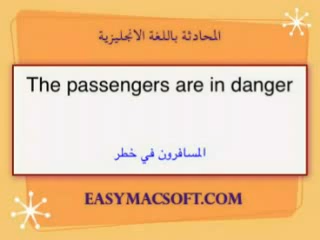 المحادثة باللغة الانجليزية
The passengers are in danger
المسافرون في خطر
EASYMACSOFT.COM